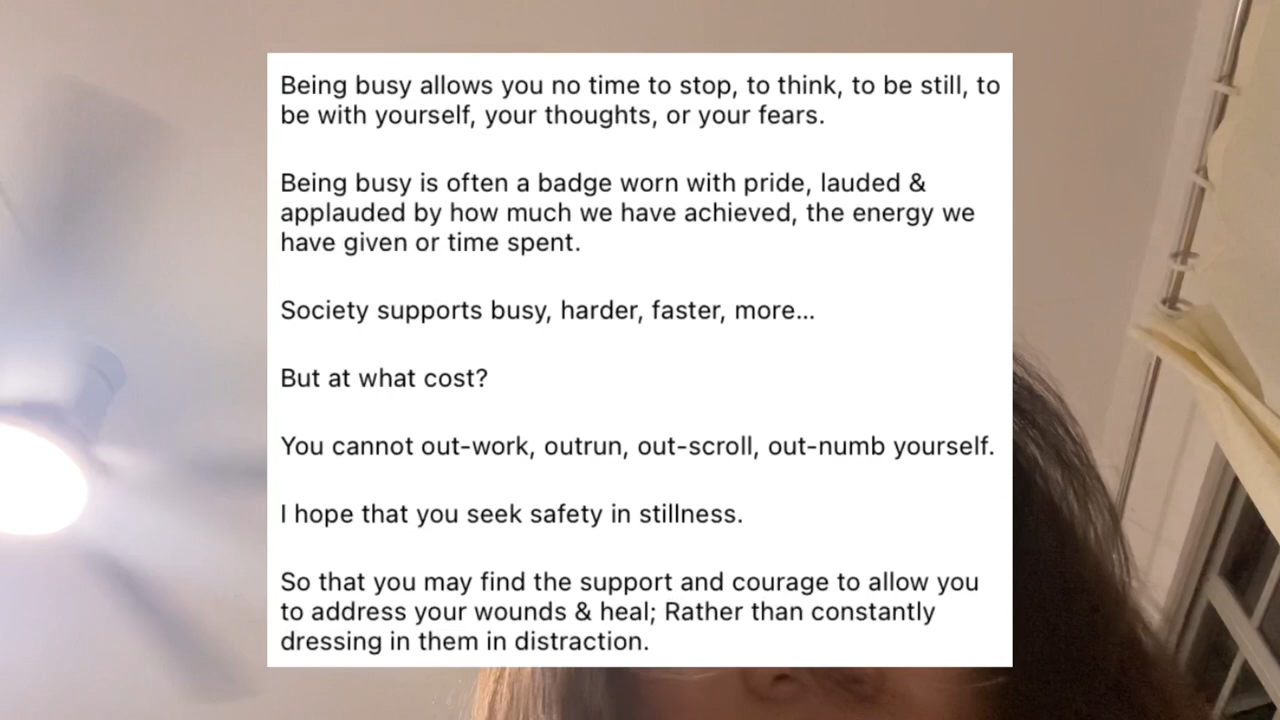 Being busy allows you no time to stop, to think, to be still, to
be with yourself, your thoughts, or your fears.
Being busy is often a badge worn with pride, lauded &
applauded by how much we have achieved, the energy we
have given or time spent.
Society supports busy, harder, faster, more...
But at what cost?
You cannot out-work, outrun, out-scroll, out-numb yourself.
I hope that you seek safety in stillness.
So that you may find the support and courage to allow you
to address your wounds & heal; Rather than constantly
dressing in them in distraction.